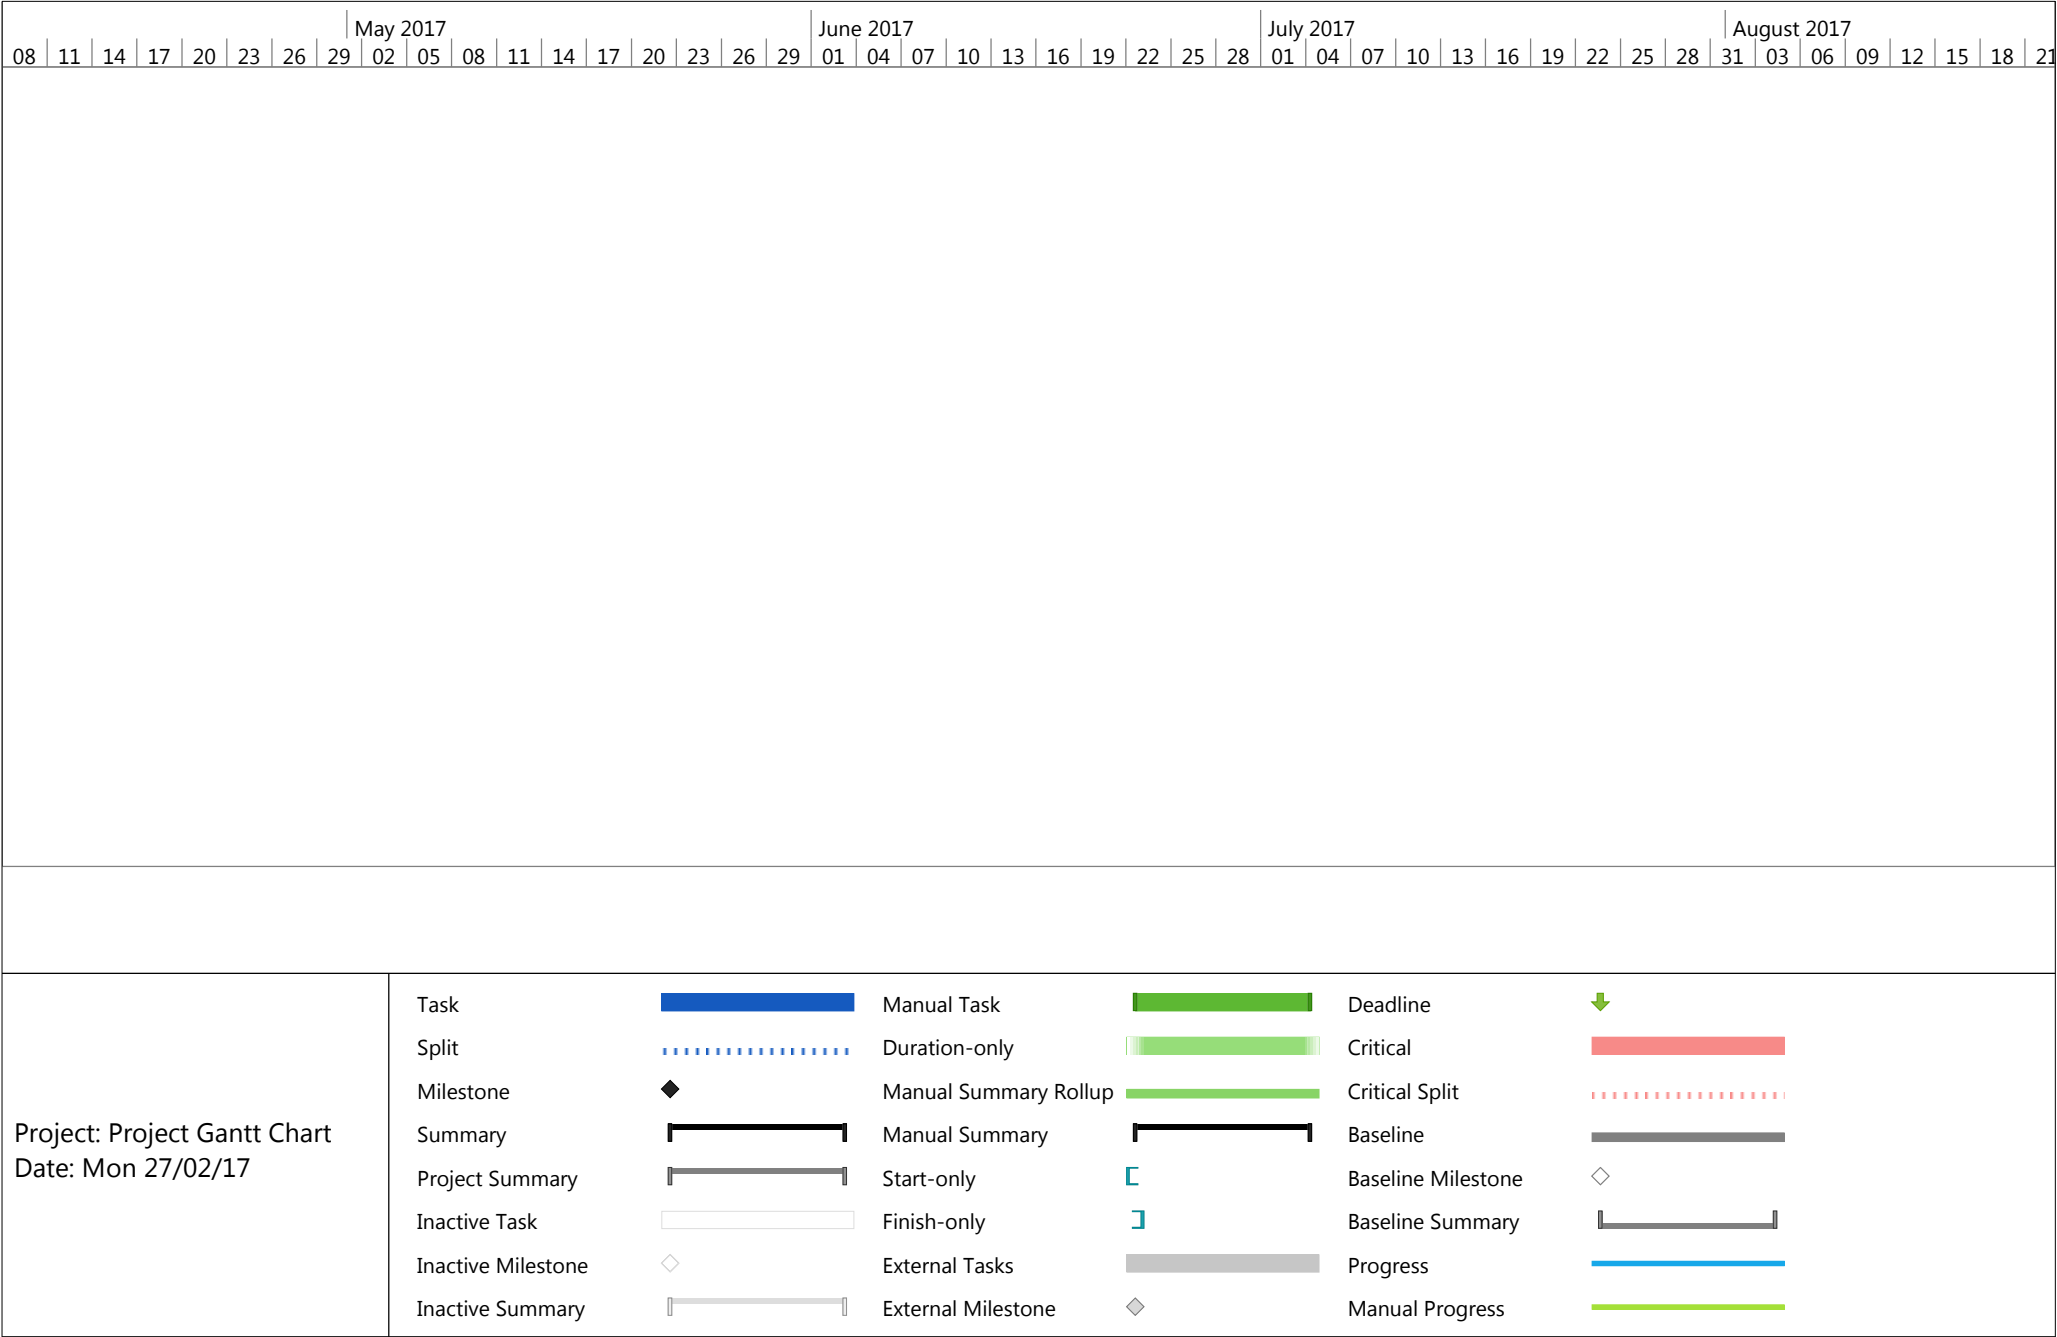 May 2017 June 2017 July 2017 August 2017
08 11 14 17 20 23 26 29 02 05 08 11 14 17 20 23 26 29 01 04 07 10 13 16 19 22 25 28 01 04 07 10 13 16 19 22 25 28 31 03 06 09 12 15 18 21
Project: Project Gantt Chart
Date: Mon 27/02/17
Task
Split
Milestone
Summary
Project Summary
Inactive Task
Inactive Milestone
Inactive Summary
Manual Task
Duration-only
Manual Summary Rollup
Manual Summary
Start-only
Finish-only
External Tasks
External Milestone
Deadline
Critical
Critical Split
Baseline
Baseline Milestone
Baseline Summary
Progress
Manual Progress